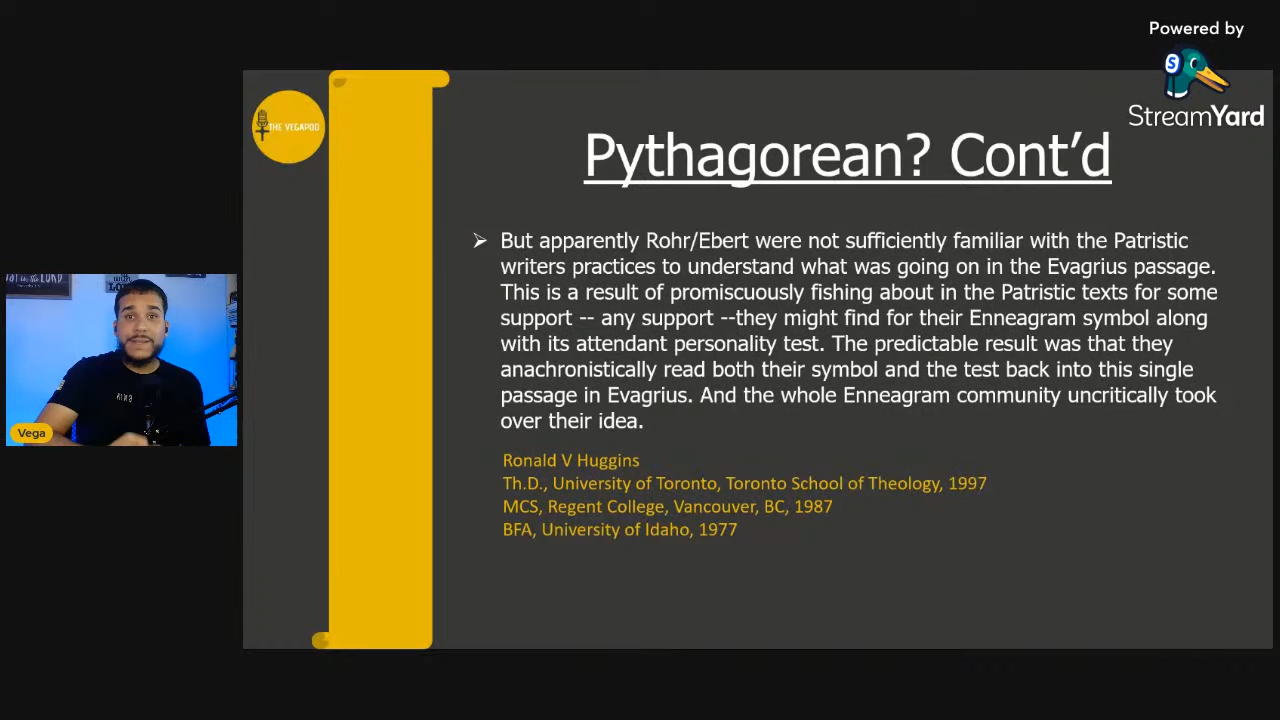 Powered by
S
StreamYard
THE VEGAPOD
Pythagorean? Cont’d
➢ But apparently Rohr/Ebert were not sufficiently familiar with the Patristic
writers practices to understand what was going on in the Evagrius passage.
This is a result of promiscuously fishing about in the Patristic texts for some
support -- any support --they might find for their Enneagram symbol along
with its attendant personality test. The predictable result was that they
anachronistically read both their symbol and the test back into this single
passage in Evagrius. And the whole Enneagram community uncritically took
over their idea.
Ronald V Huggins
Th.D., University of Toronto, Toronto School of Theology, 1997
MCS, Regent College, Vancouver, BC, 1987
BFA, University of Idaho, 1977
in the LORD
Vega